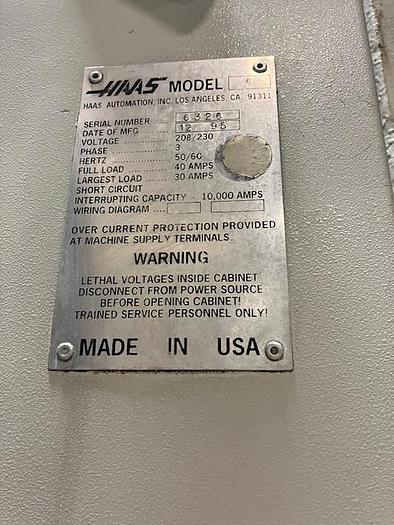 HAAS MODEL
HAAS AUTOMATION, INC. LOS ANGELES, CA. 91311
SERIAL NUMBER 6326
DATE OF MFG. 12 95
VOLTAGE 208/230
PHASE 3
HERTZ 50/60
FULL LOAD 40 AMPS
LARGEST LOAD 30 AMPS
SHORT CIRCUIT
INTERRUPTING CAPACITY - 10,000 AMPS
WIRING DIAGRAM ....
OVER CURRENT PROTECTION PROVIDED
AT MACHINE SUPPLY TERMINALS.
WARNING
LETHAL VOLTAGES INSIDE CABINET
DISCONNECT FROM POWER SOURCE
BEFORE OPENING CABINET!
TRAINED SERVICE PERSONNEL ONLY!
MADE IN USA